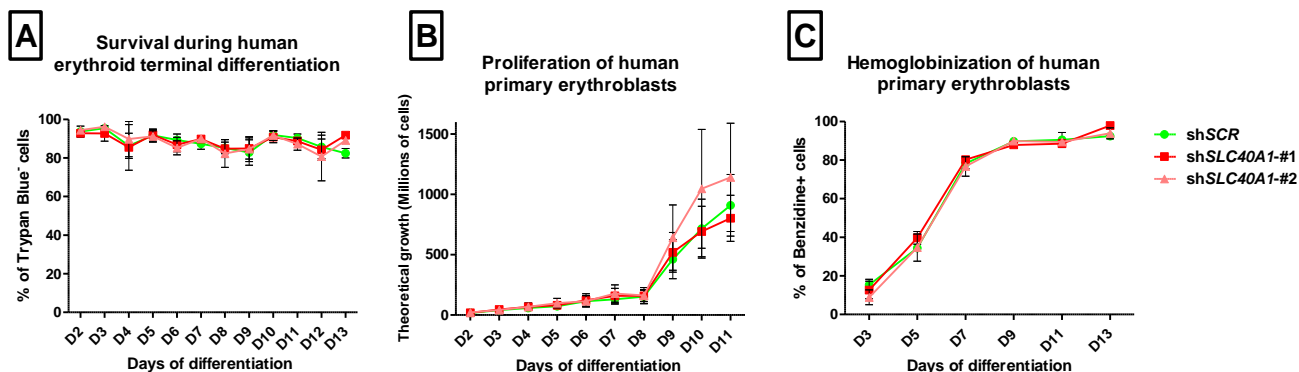 A
Survival during human
erythroid terminal differentiation
% of Trypan Blue- cells
100
80
60
40
20
0
D2
D3
D4
D5
D6
D7
D8
D9
D10
D11
D12
D13
Days of differentiation
B
Proliferation of human
primary erythroblasts
Theoretical growth (Millions of cells)
1500
1000
500
0
D2
D3
D4
D5
D6
D7
D8
D9
D10
D11
Days of differentiation
C
Hemoglobinization of human
primary erythroblasts
% of Benzidine+ cells
100
80
60
40
20
0
D3
D5
D7
D9
D11
D13
Days of differentiation
shSCR
shSLC40A1-#1
shSLC40A1-#2